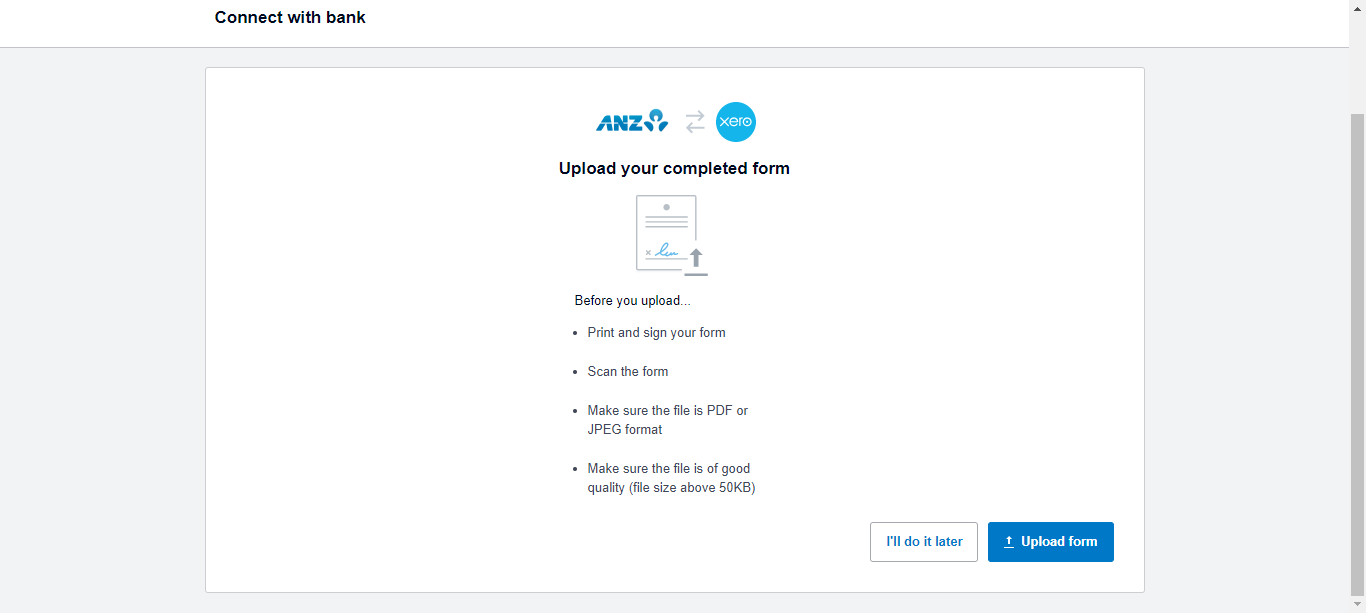 Connect with bank
ANZ xero
Upload your completed form
Before you upload...
• Print and sign your form
• Scan the form
• Make sure the file is PDF or
JPEG format
• Make sure the file is of good
quality (file size above 50KB)
I'll do it later Upload form